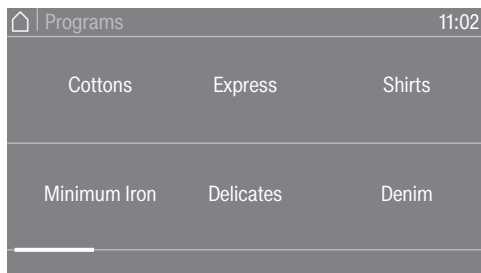 Programs 11:02
Cottons Express Shirts
Minimum Iron Delicates Denim